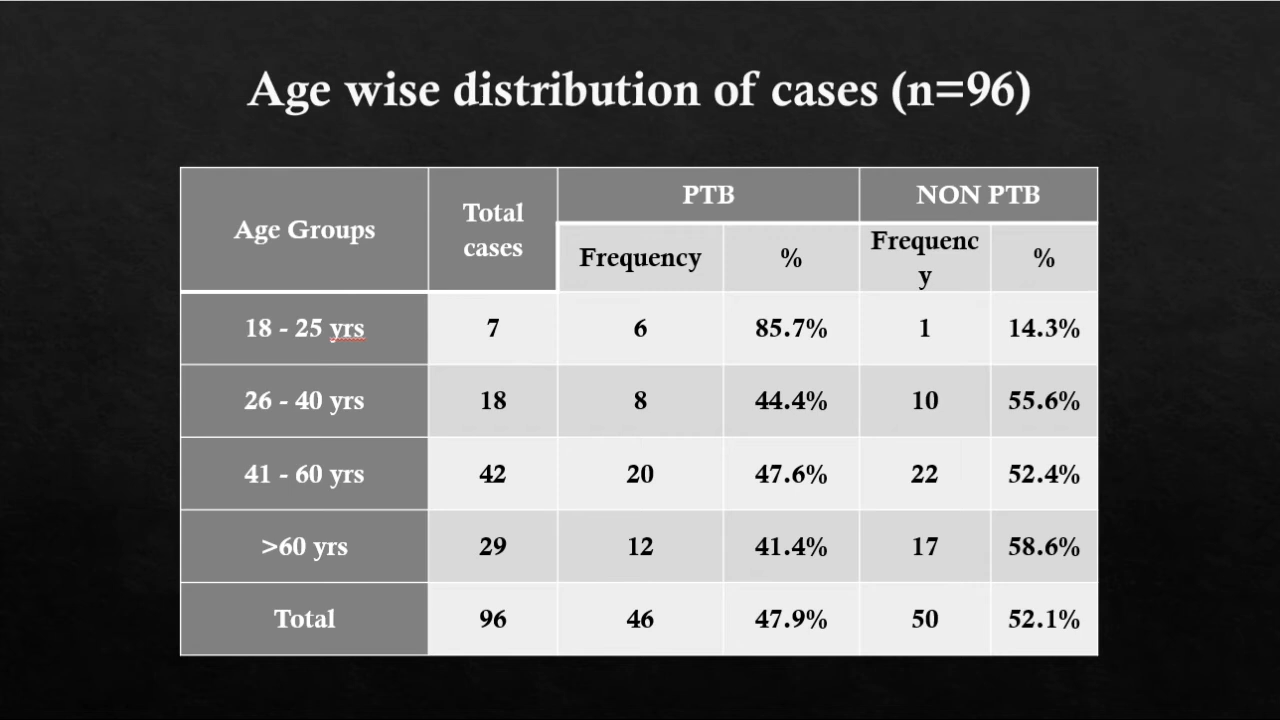 Age wise distribution of cases (n=96)
Age Groups Total cases PTB NON PTB
Frequency % Frequenc
y %
18 - 25 yrs 7 6 85.7% 1 14.3%
26 - 40 yrs 18 8 44.4% 10 55.6%
41 - 60 yrs 42 20 47.6% 22 52.4%
>60 yrs 29 12 41.4% 17 58.6%
Total 96 46 47.9% 50 52.1%